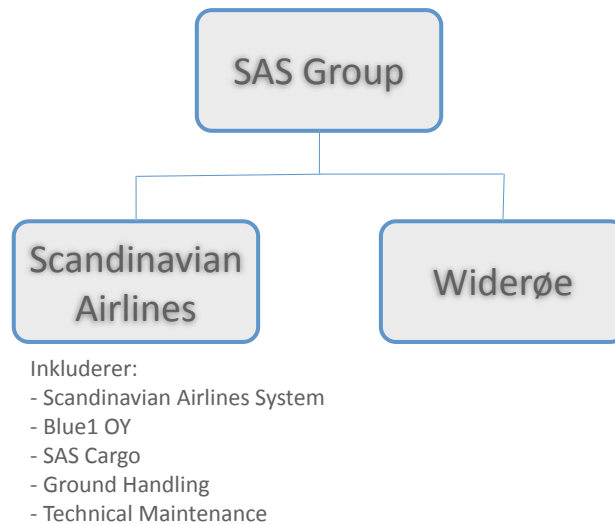 SAS Group
Scandinavian
Airlines
Widerøe
Inkluderer:
- Scandinavian Airlines System
- Blue1 OY
- SAS Cargo
- Ground Handling
- Technical Maintenance